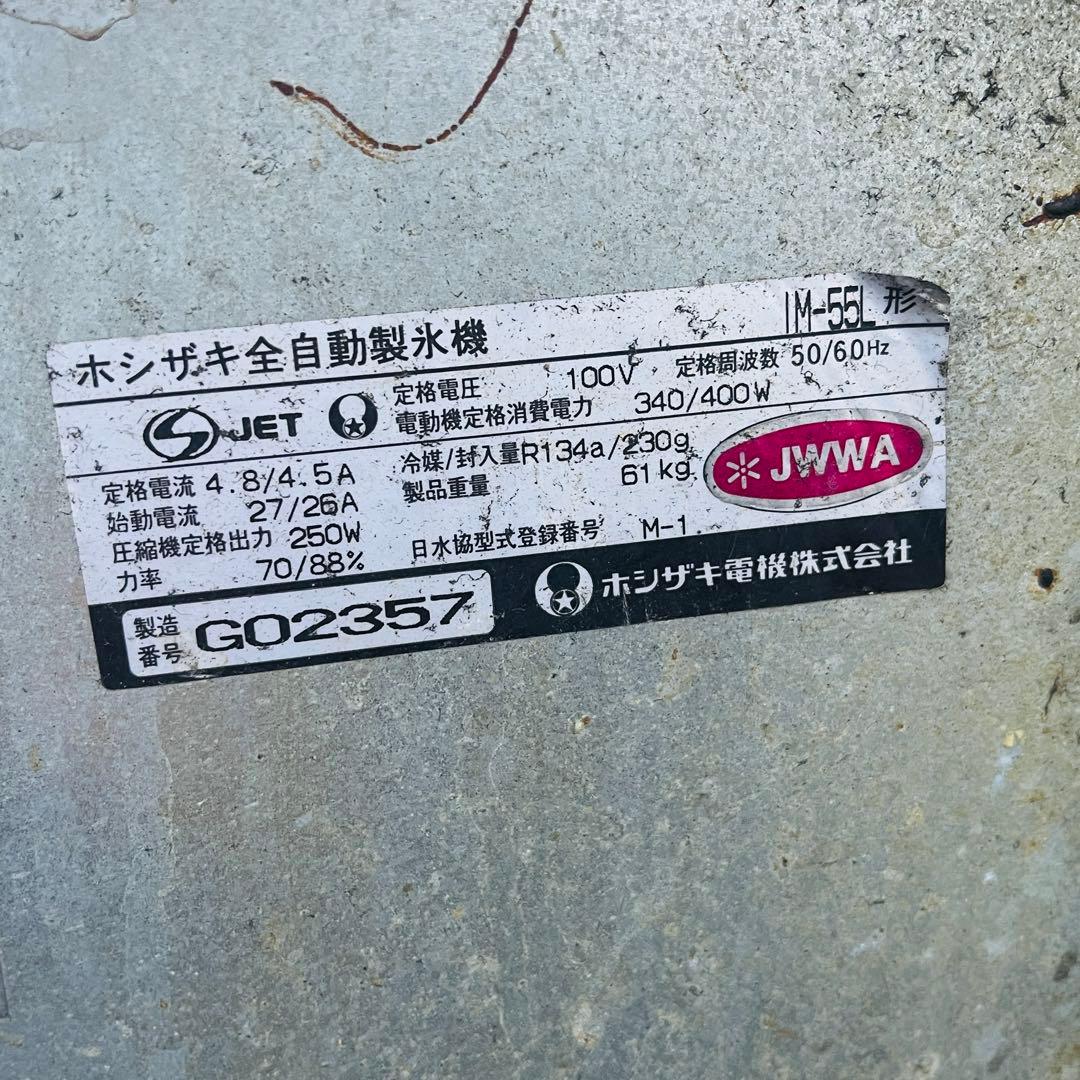 ホシザキ全自動製氷機 IM-55L 形
JET
定格電圧 100V 定格周波数 50/60Hz
電動機定格消費電力 340/400W
冷媒/封入量R134a/230g
製品重量 61kg.
JWWA
定格電流 4.8/4.5A
始動電流 27/26A
圧縮機定格出力 250W
力率 70/88%
日水協型式登録番号 M-1
製造番号 G02357
ホシザキ電機株式会社